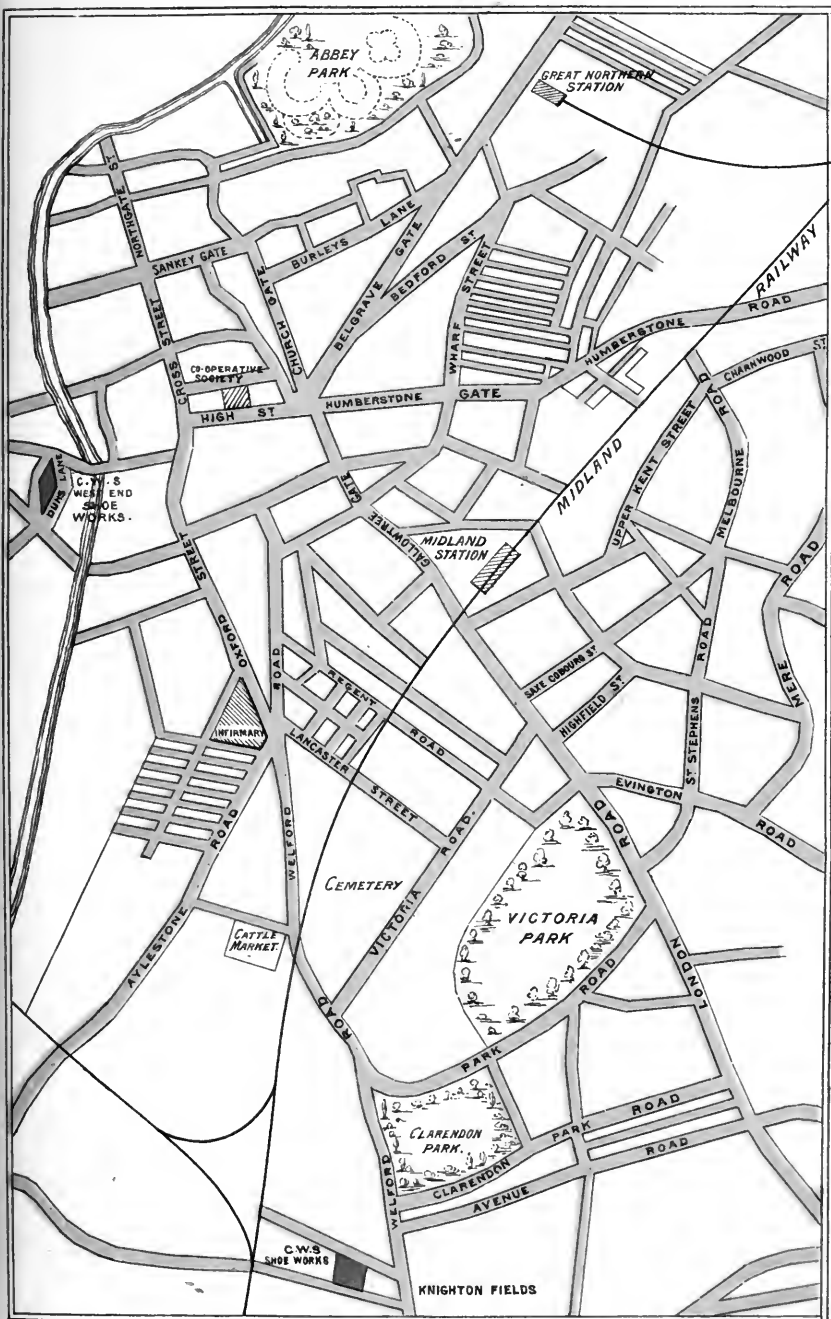 ABBEY
PARK
GREAT NORTHERN
STATION
NORTHGATE ST
SANKEY GATE
BURLEYS LANE
CHURCH GATE
BELGRAVE GATE
BEDFORD ST
WHARF STREET
RAILWAY
HUMBERSTONE ROAD
CROSS STREET
CO-OPERATIVE
SOCIETY
HIGH ST
HUMBERSTONE GATE
CHARNWOOD ST
DUNS LANE
C.W.S
WEST END
SHOE
WORKS.
GALLOWTREE GATE
MIDLAND
STATION
MIDLAND
UPPER KENT STREET
MELBOURNE ROAD
OXFORD STREET
ROAD
REGENT ROAD
SAXE COBOURG ST
HIGHFIELD ST
ST STEPHENS ROAD
MERE ROAD
INFIRMARY
LANCASTER STREET
EVINGTON ROAD
AYLESTONE ROAD
WELFORD ROAD
CEMETERY
VICTORIA ROAD.
VICTORIA
PARK
CATTLE
MARKET
LONDON ROAD
PARK ROAD
CLARENDON
PARK.
CLARENDON PARK ROAD
WELFORD
AVENUE ROAD
C.W.S
SHOE WORKS
KNIGHTON FIELDS